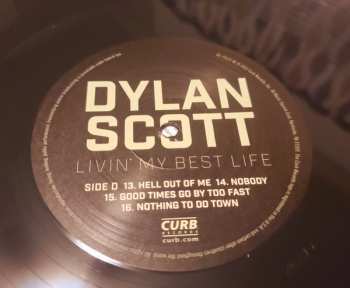 DYLAN
SCOTT
LIVIN' MY BEST LIFE
SIDE D 13. HELL OUT OF ME 14. NOBODY
15. GOOD TIMES GO BY TOO FAST
16. NOTHING TO DO TOWN
CURB
RECORDS
curb.com